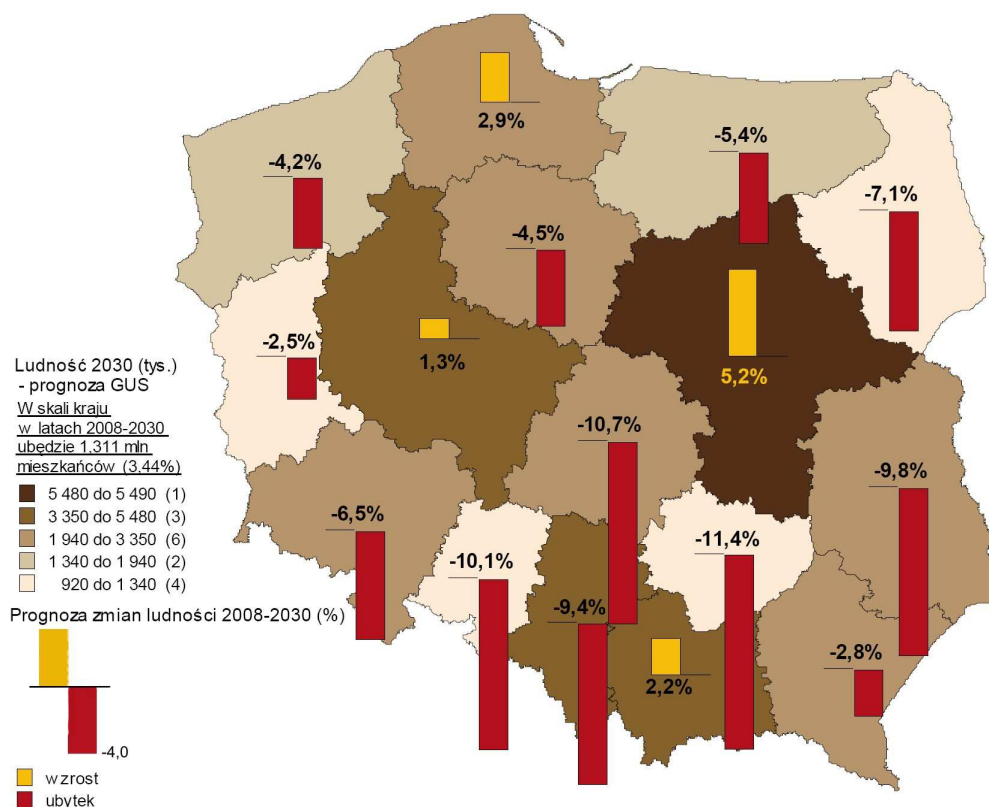 2,9%
-4,2%
-5,4%
-7,1%
-4,5%
-2,5%
1,3%
5,2%
-10,7%
-9,8%
-6,5%
-11,4%
-10,1%
-9,4%
-2,8%
2,2%
Ludność 2030 (tys.)
- prognoza GUS
W skali kraju
w latach 2008-2030
ubędzie 1,311 mln
mieszkańców (3,44%)
5 480 do 5 490 (1)
3 350 do 5 480 (3)
1 940 do 3 350 (6)
1 340 do 1 940 (2)
920 do 1 340 (4)
Prognoza zmian ludności 2008-2030 (%)
-4,0
wzrost
ubytek